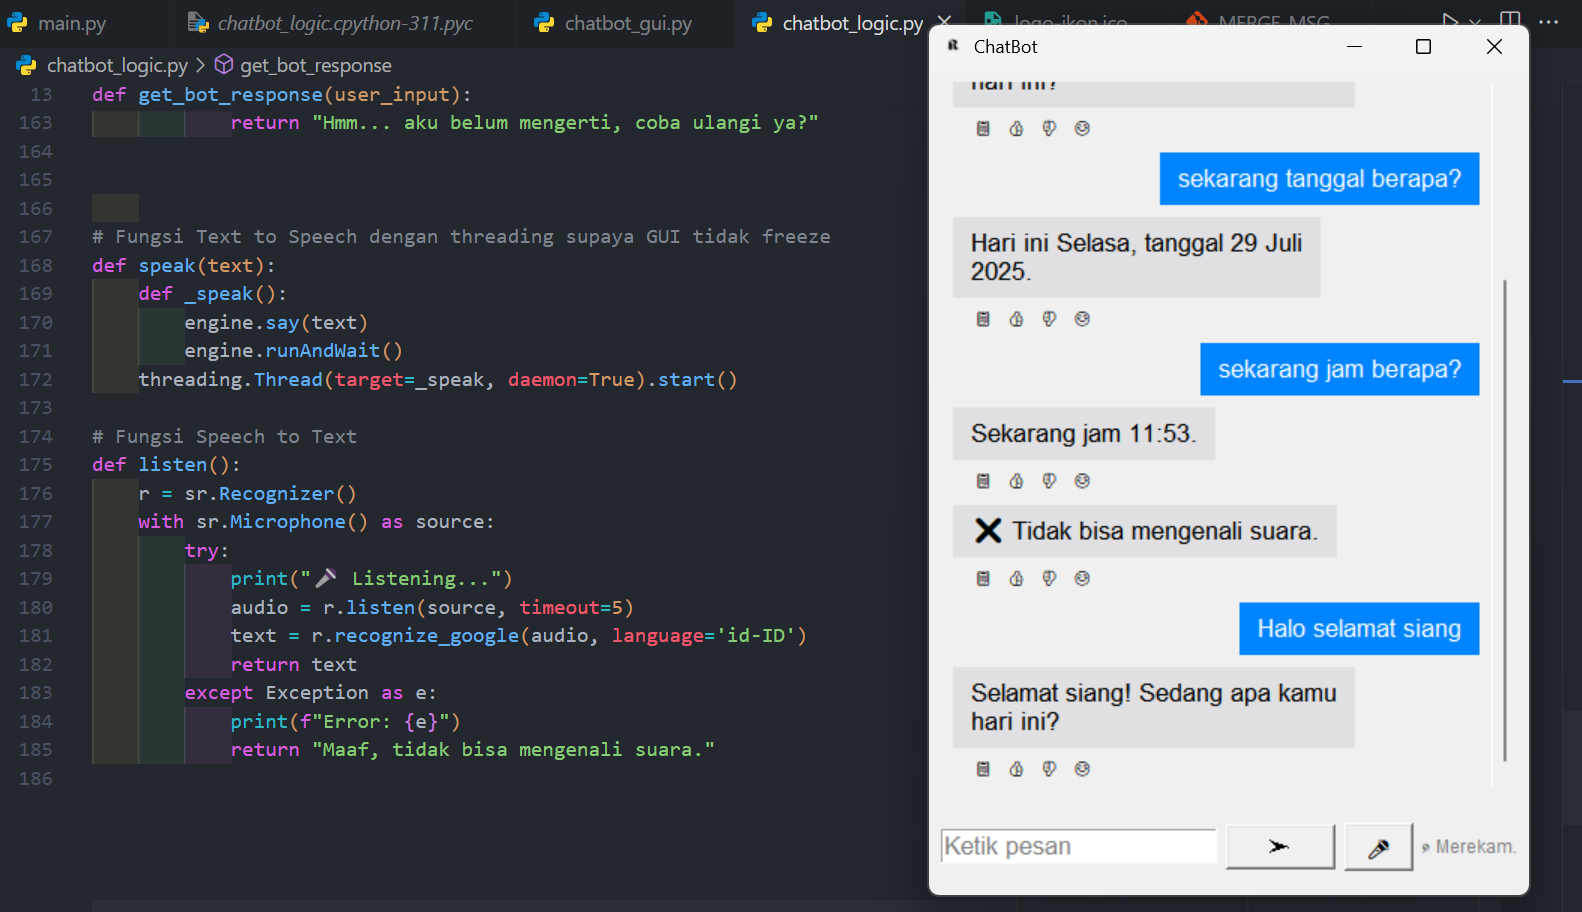 main.py
chatbot_logic.cpython-311.pyc
chatbot_gui.py
chatbot_logic.py
logo-ikon.ico
MERGE_MSG
chatbot_logic.py > get_bot_response
13 def get_bot_response(user_input):
163 return "Hmm... aku belum mengerti, coba ulangi ya?"
164
165
166
167 # Fungsi Text to Speech dengan threading supaya GUI tidak freeze
168 def speak(text):
169 def _speak():
170 engine.say(text)
171 engine.runAndWait()
172 threading.Thread(target=_speak, daemon=True).start()
173
174 # Fungsi Speech to Text
175 def listen():
176 r = sr.Recognizer()
177 with sr.Microphone() as source:
178 try:
179 print("🎤 Listening...")
180 audio = r.listen(source, timeout=5)
181 text = r.recognize_google(audio, language='id-ID')
182 return text
183 except Exception as e:
184 print(f"Error: {e}")
185 return "Maaf, tidak bisa mengenali suara."
186
ChatBot
hari ini?
sekarang tanggal berapa?
Hari ini Selasa, tanggal 29 Juli
2025.
sekarang jam berapa?
Sekarang jam 11:53.
❌ Tidak bisa mengenali suara.
Halo selamat siang
Selamat siang! Sedang apa kamu
hari ini?
Ketik pesan
Merekam.